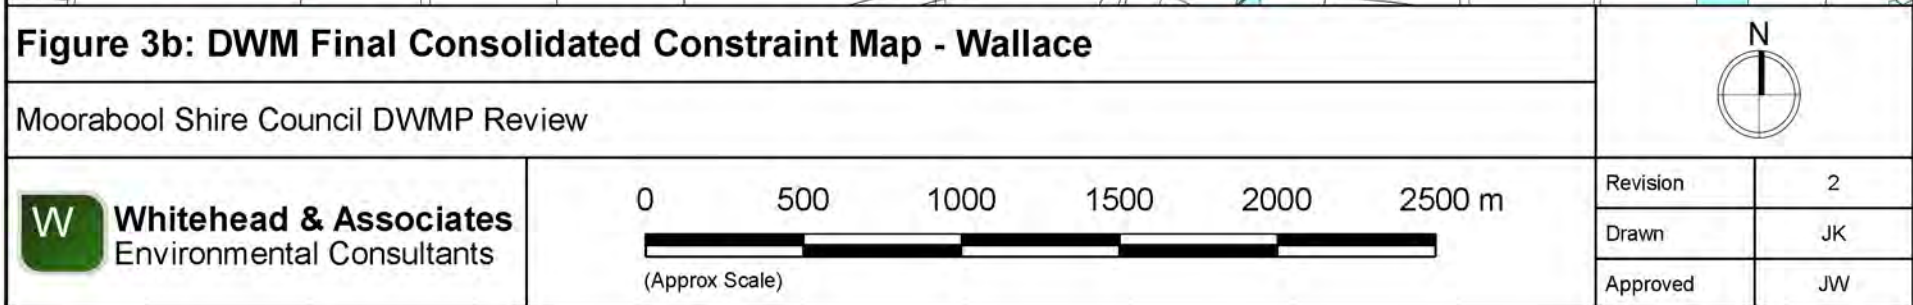 Figure 3b: DWM Final Consolidated Constraint Map - Wallace
N
Moorabool Shire Council DWMP Review
W
Whitehead & Associates
Environmental Consultants
0 500 1000 1500 2000 2500 m
(Approx Scale)
Revision 2
Drawn JK
Approved JW